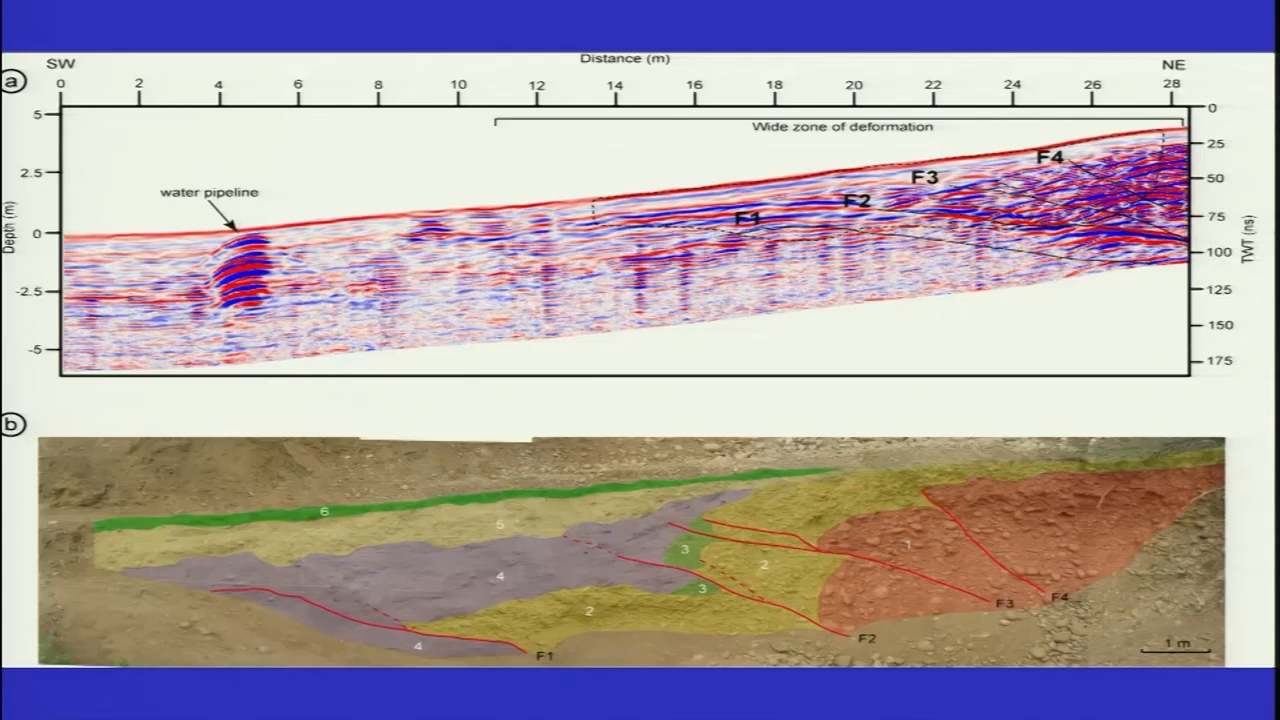 Distance (m)
SW NE
a
0 2 4 6 8 10 12 14 16 18 20 22 24 26 28
5 0
Wide zone of deformation
25
F4
2.5 F3 50
water pipeline
F2
F1 75
0
Depth (m) TWT (ns)
100
-2.5 125
150
-5
175
b
6
5
1
3
2
4
3
2
F4
F3
F2
4
1 m
F1